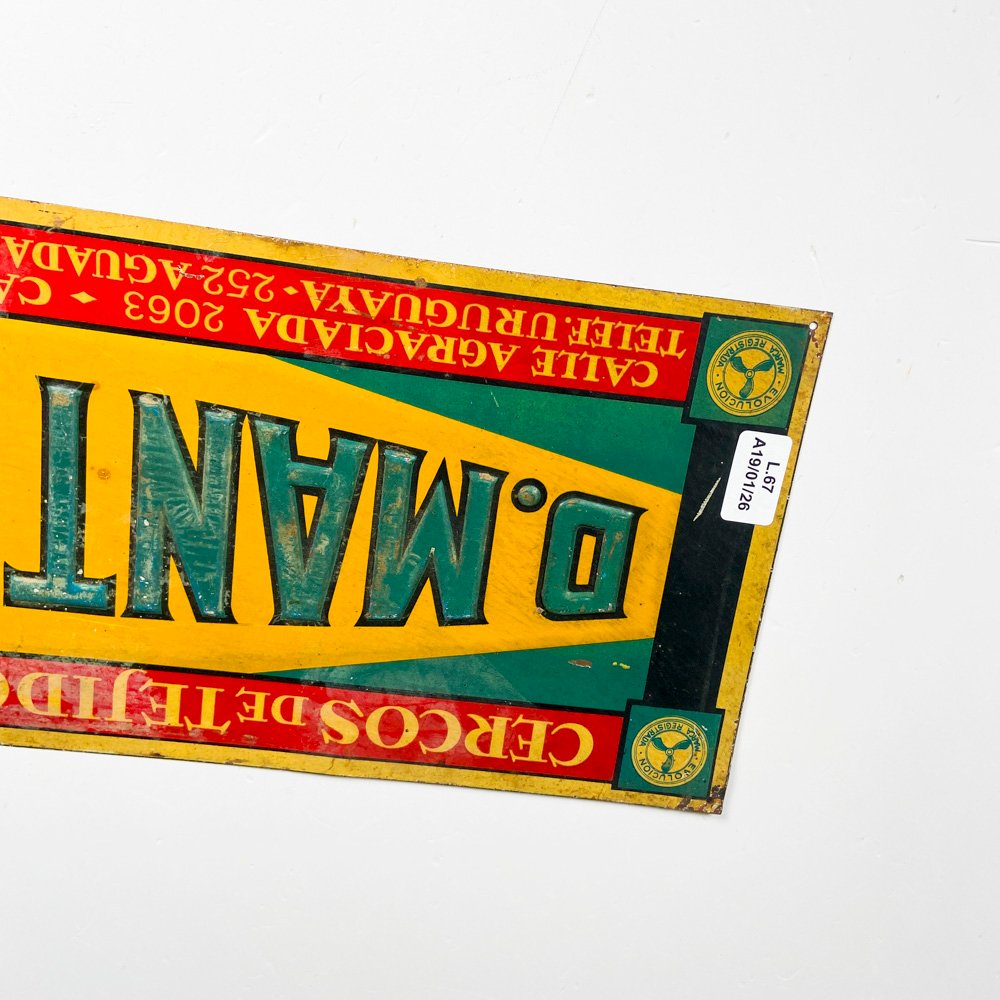 CERCOS DE TEJIDO
EVOLUCION
MARCA REGISTRADA
D. MANT
CALLE AGRACIADA 2063 ♦ CA
TELEF. URUGUAYA · 252 AGUADA
EVOLUCION
MARCA REGISTRADA
L.67
A19/01/26